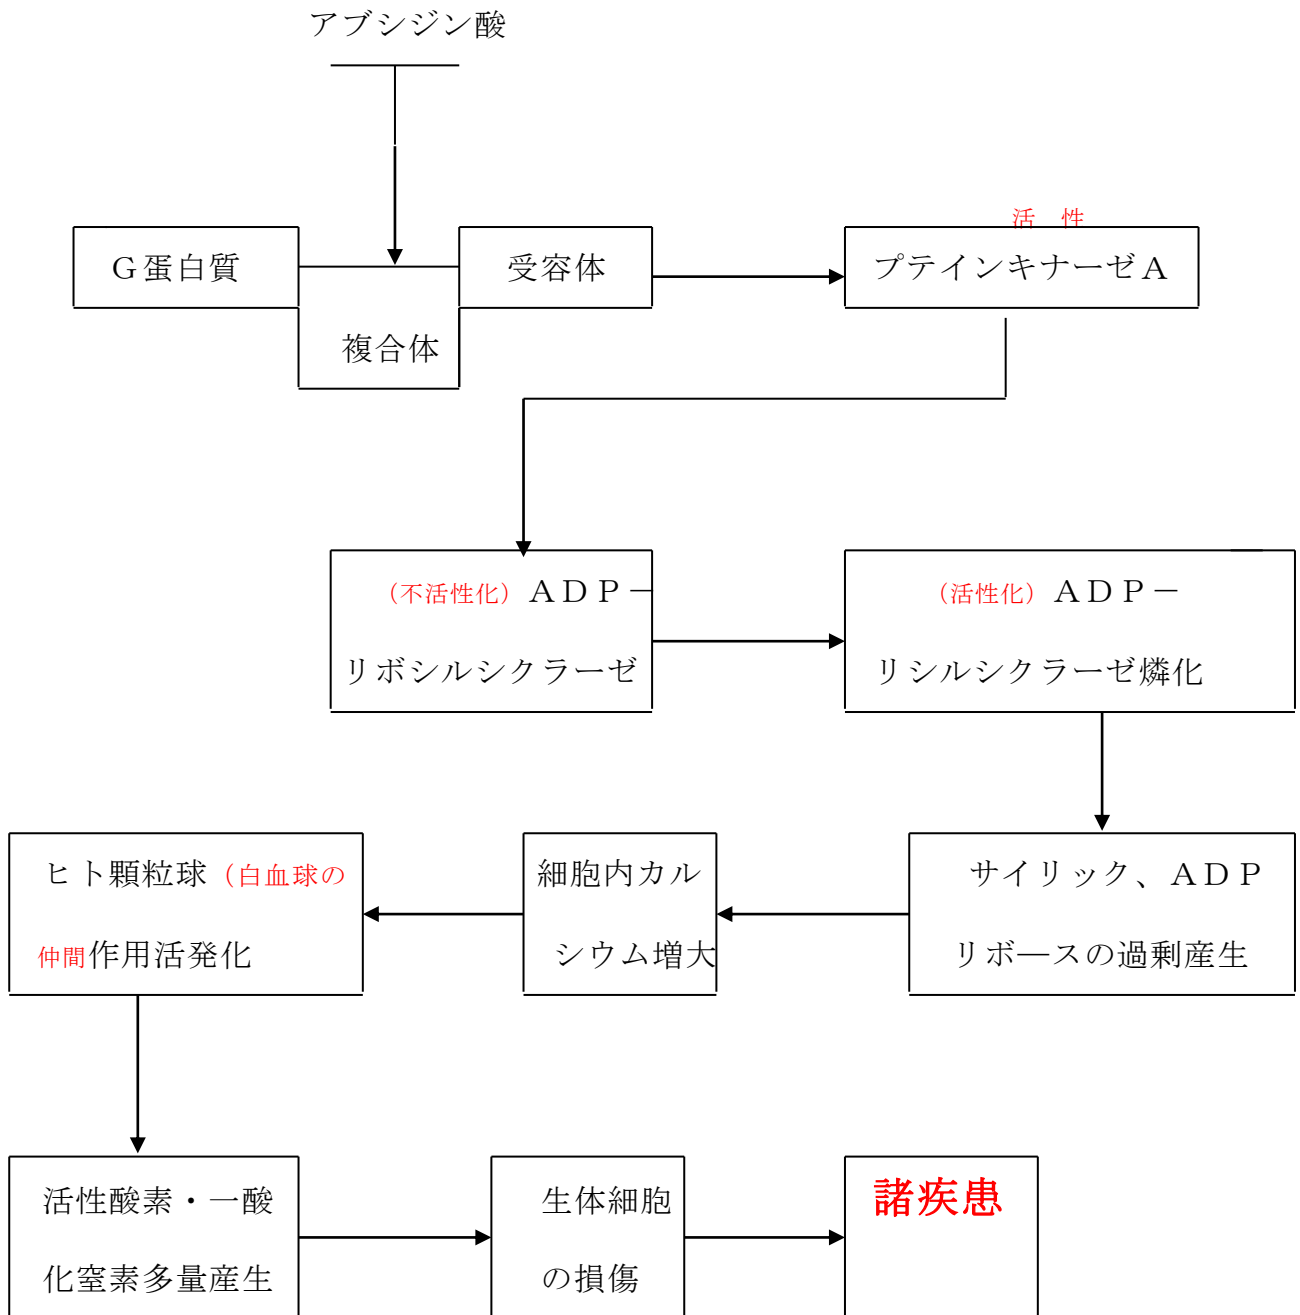 アブシジン酸
G蛋白質
複合体
受容体
活 性
プテインキナーゼA
(不活性化)ADP-
リボシルシクラーゼ
(活性化)ADP-
リシルシクラーゼ燐化
サイリック、ADP
リボ―スの過剰産生
細胞内カル
シウム増大
ヒト顆粒球(白血球の
仲間作用活発化
活性酸素・一酸
化窒素多量産生
生体細胞
の損傷
諸疾患